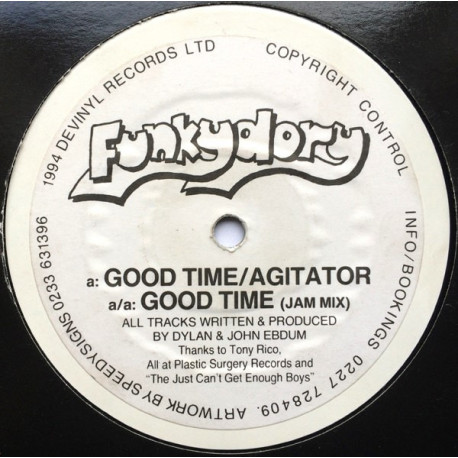 1994 DEVINYL RECORDS LTD
COPYRIGHT CONTROL
INFO/BOOKINGS 0227 728409.
ARTWORK BY SPEEDYSIGNS 0233 631396
Funkydory
a: GOOD TIME/AGITATOR
a/a: GOOD TIME (JAM MIX)
ALL TRACKS WRITTEN & PRODUCED
BY DYLAN & JOHN EBDUM
Thanks to Tony Rico,
All at Plastic Surgery Records and
"The Just Can't Get Enough Boys"